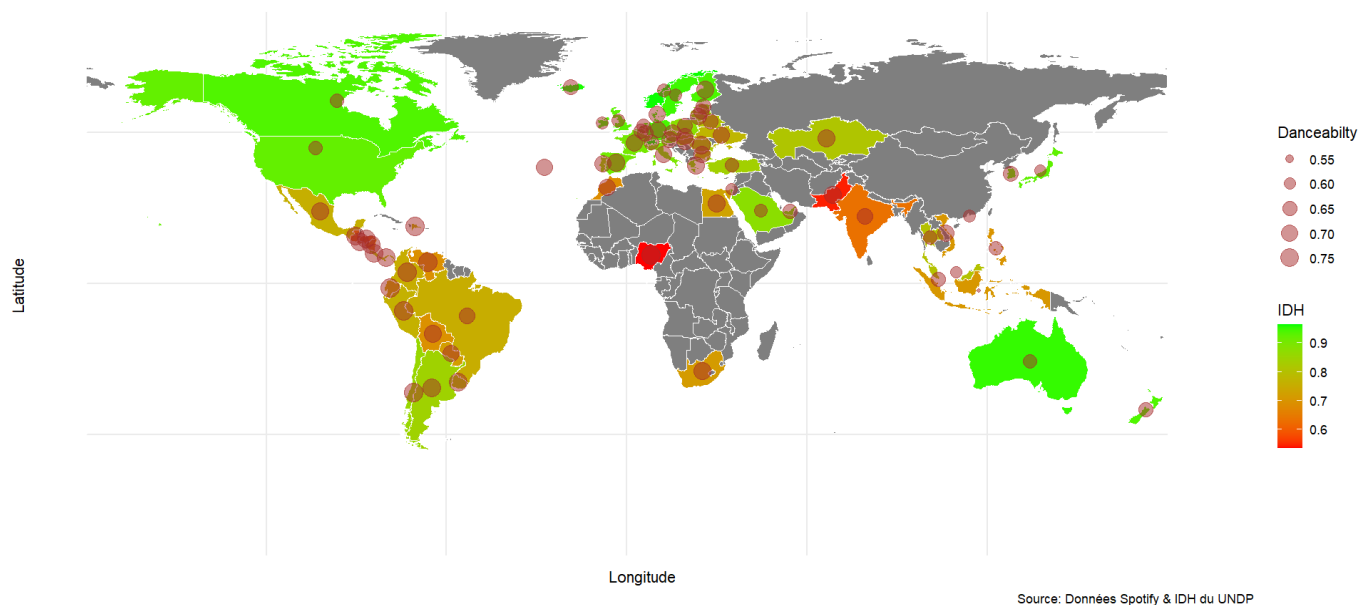 Latitude
Longitude
Danceabilty
0.55
0.60
0.65
0.70
0.75
IDH
0.9
0.8
0.7
0.6
Source: Données Spotify & IDH du UNDP